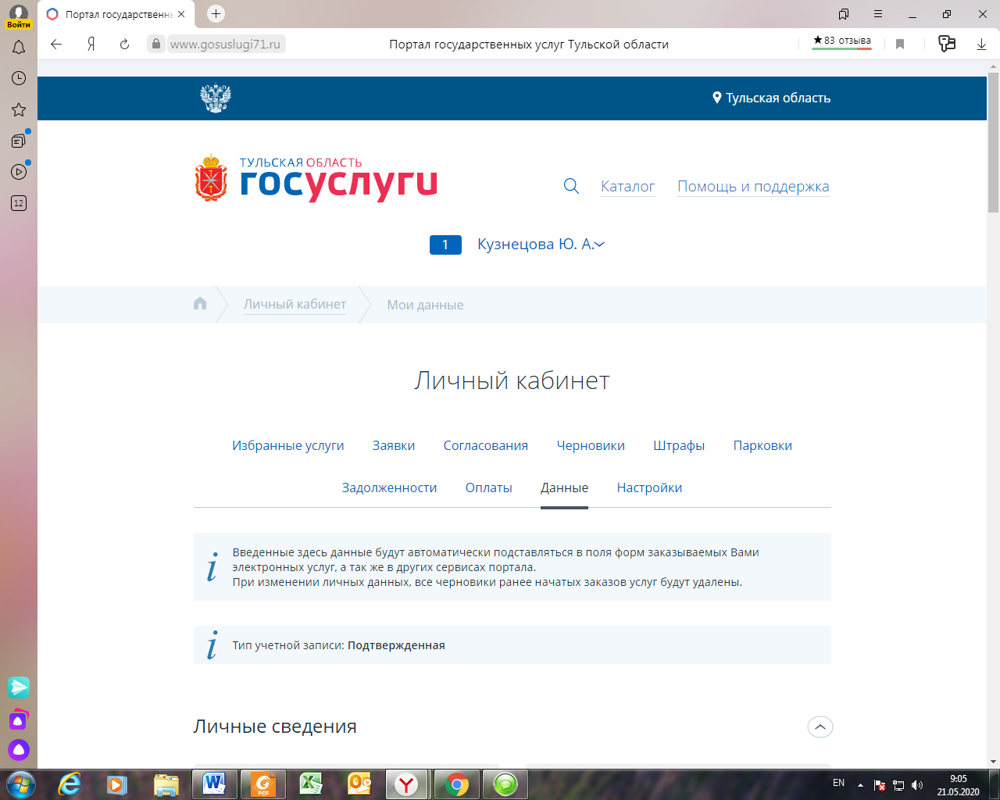 Портал государственнь
Войти
www.gosuslugi71.ru
Портал государственных услуг Тульской области
★83 отзыва
Тульская область
ТУЛЬСКАЯ ОБЛАСТЬ
госуслуги
Каталог
Помощь и поддержка
12
1
Кузнецова Ю. А.
Личный кабинет
Мои данные
Личный кабинет
Избранные услуги
Заявки
Согласования
Черновики
Штрафы
Парковки
Задолженности
Оплаты
Данные
Настройки
Введенные здесь данные будут автоматически подставляться в поля форм заказываемых Вами
электронных услуг, а так же в других сервисах портала.
При изменении личных данных, все черновики ранее начатых заказов услуг будут удалены.
Тип учетной записи: Подтвержденная
Личные сведения
EN
9:05
21.05.2020